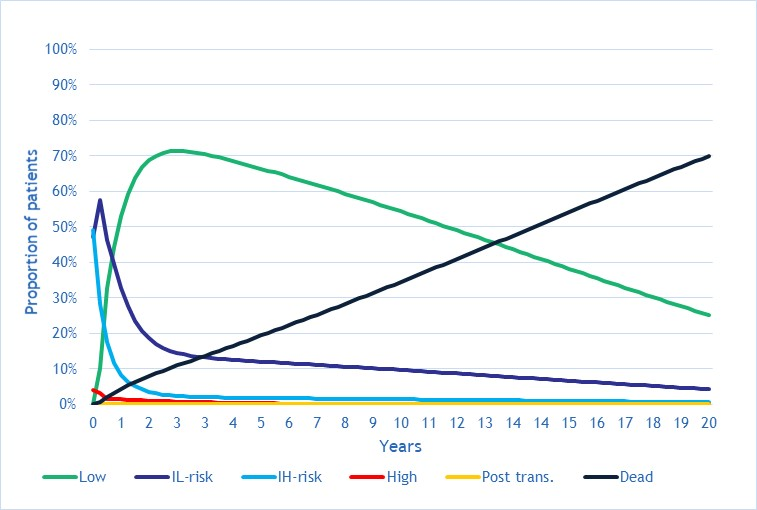 100%
90%
80%
70%
60%
50%
40%
30%
20%
10%
0%
Proportion of patients
0 1 2 3 3 4 5 6 7 8 9 10 11 12 13 13 14 15 16 17 18 19 20
Years
Low IL-risk IH-risk High Post trans. Dead